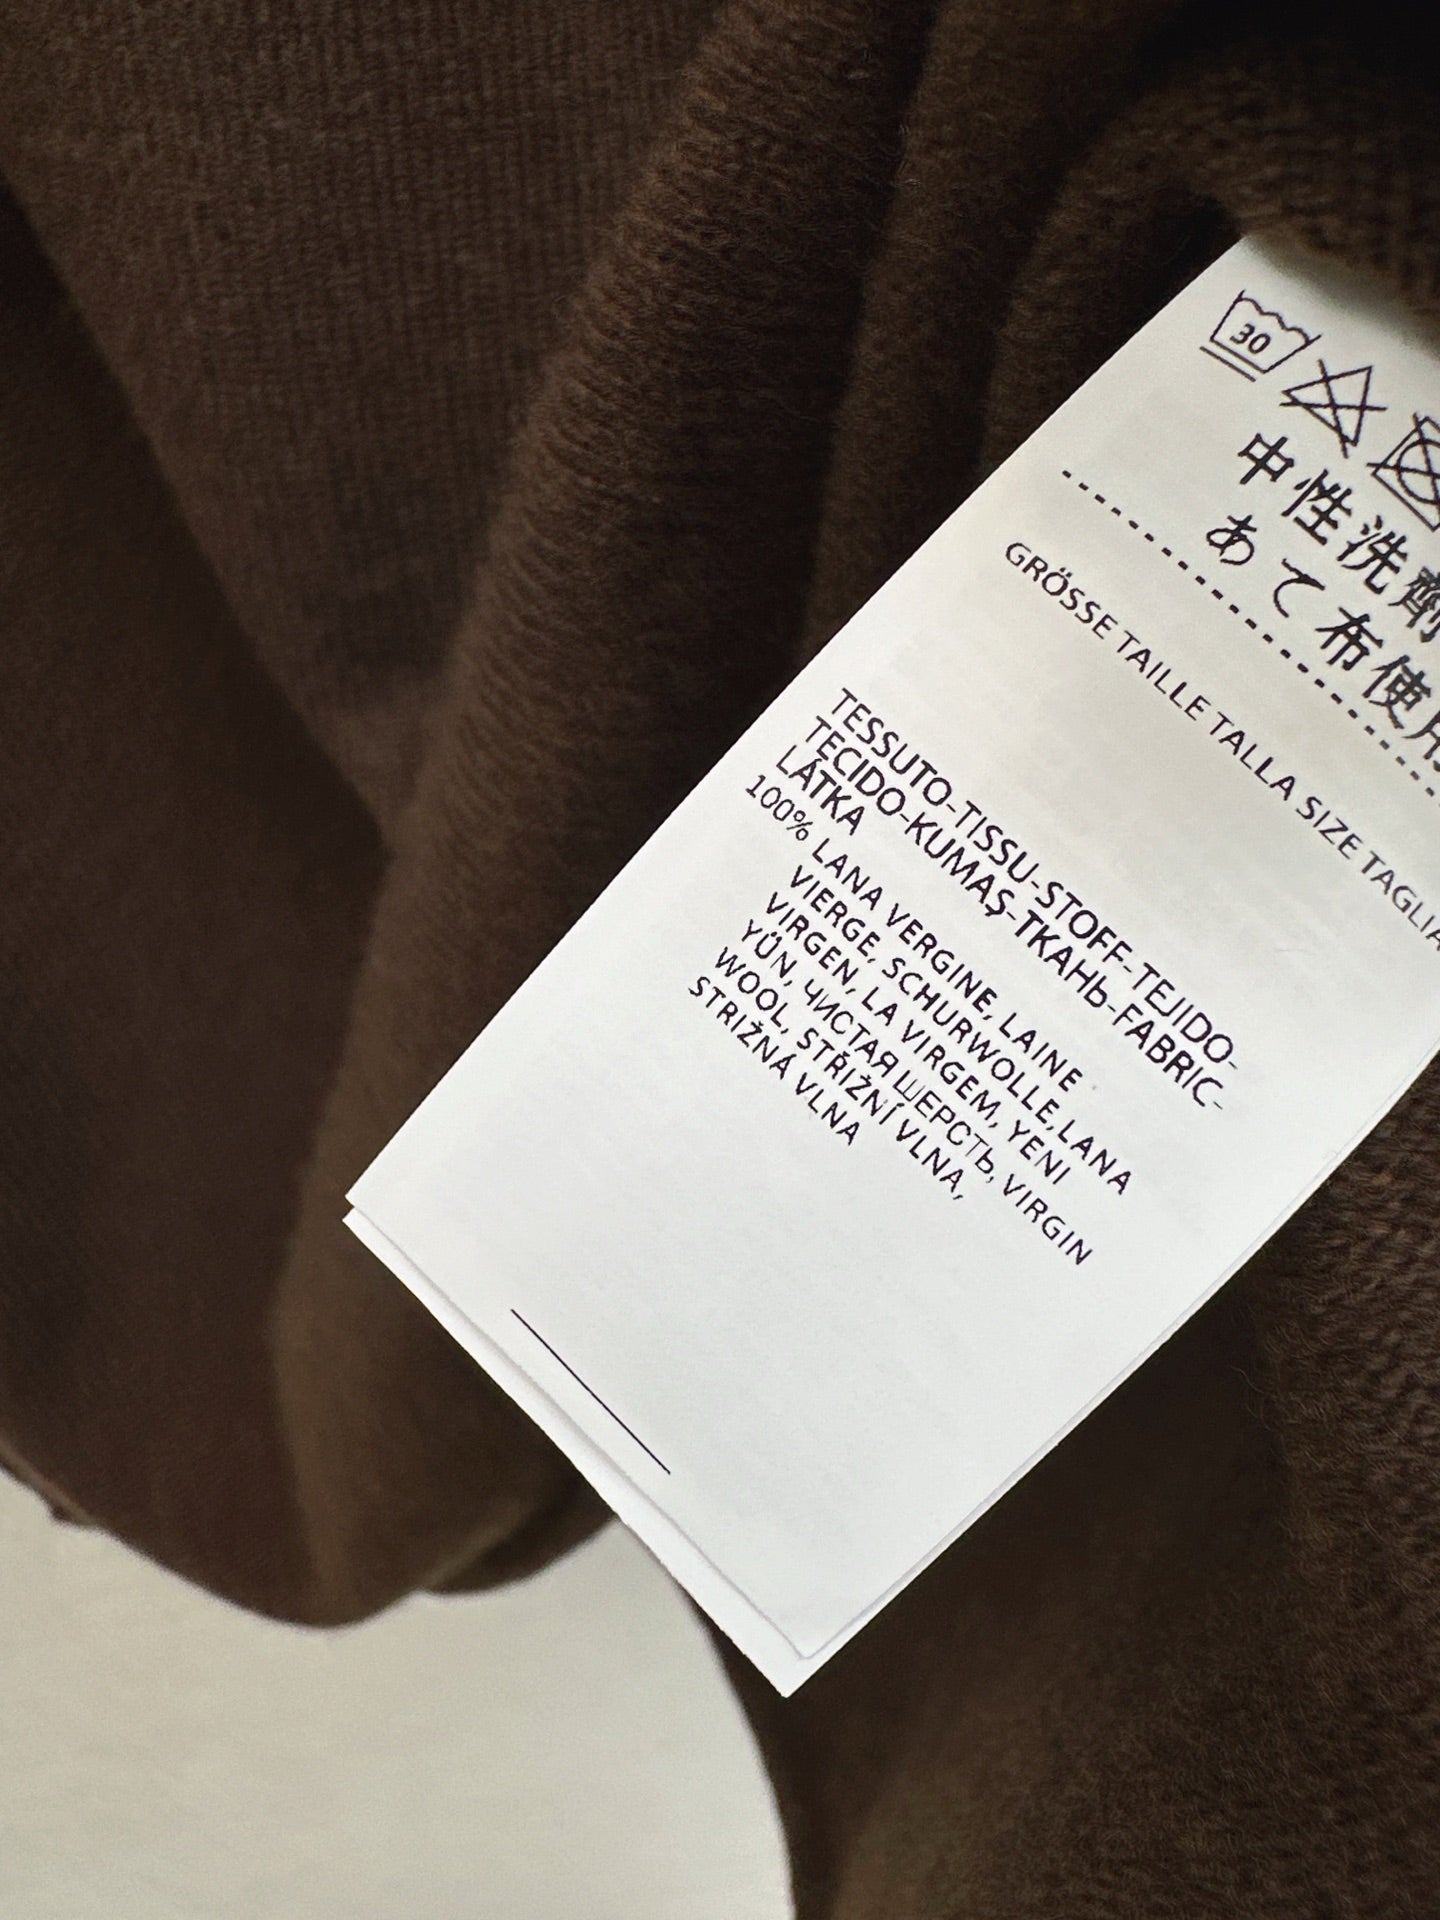 30
中性洗剤
あて布使用
GRÖSSE TAILLE TALLA SIZE TAGLIA
TESSUTO-TISSU-STOFF-TEJIDO-
TECIDO-KUMAŞ-ТКАНЬ-FABRIC-
LÁTKA
100% LANA VERGINE, LAINE
VIERGE, SCHURWOLLE,LANA
VIRGEN, LA VIRGEM, YENI
YÜN, ЧИСТАЯ ШЕРСТЬ, VIRGIN
WOOL, STŘIŽNÍ VLNA,
STRIŽNÁ VLNA